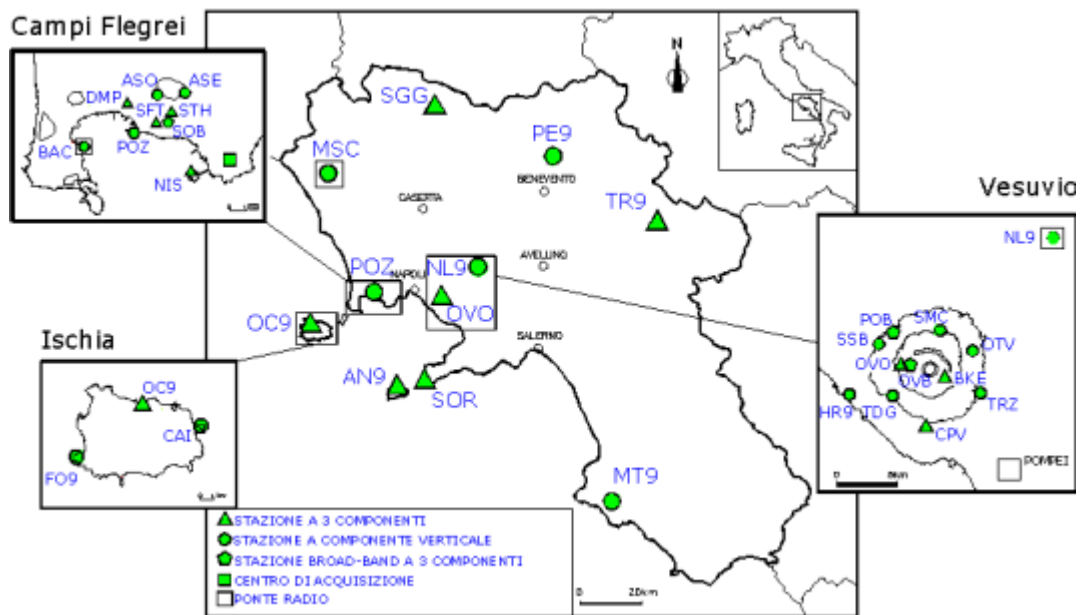 Campi Flegrei
ASO
ASE
DMP
SFT
STH
SOB
POZ
BAC
NIS
N
SGG
PE9
MSC
BENEVENTO
CASERTA
TR9
Vesuvio
NL9
AVELLINO
POZ
NAPOLI
NL9
OVO
OC9
SALERNO
AN9
SOR
MT9
Ischia
OC9
CAI
FO9
POB
SMC
SSB
OTV
OVO
OVB
BKE
HR9
TDG
TRZ
CPV
POMPEI
0
STAZIONE A 3 COMPONENTI
STAZIONE A COMPONENTE VERTICALE
STAZIONE BROAD-BAND A 3 COMPONENTI
CENTRO DI ACQUISIZIONE
PONTE RADIO
0 20km